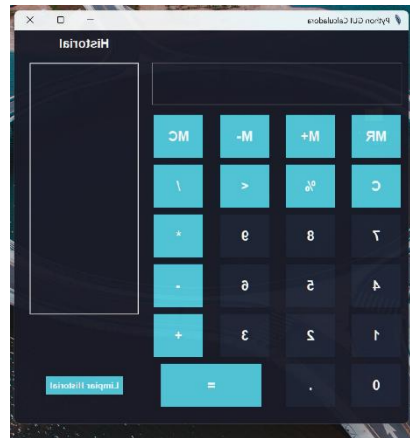 Python GUI Calculadora
Historial
MR M+ M- MC
C % < /
7 8 9 *
4 5 6 -
1 2 3 +
0 . =
Limpiar Historial